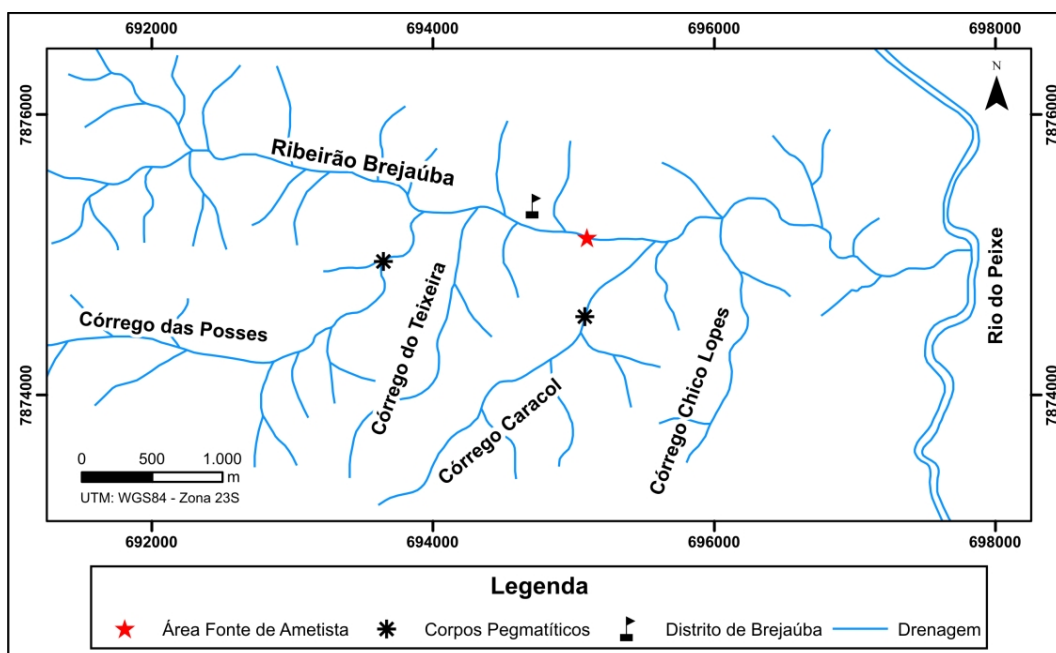 692000
694000
696000
698000
N
7876000
7876000
Ribeirão Brejaúba
Rio do Peixe
Córrego do Teixeira
Córrego das Posses
Córrego Chico Lopes
7874000
7874000
Córrego Caracol
0 500 1.000
m
UTM: WGS84 - Zona 23S
692000
694000
696000
698000
Legenda
Área Fonte de Ametista
Corpos Pegmatíticos
Distrito de Brejaúba
Drenagem